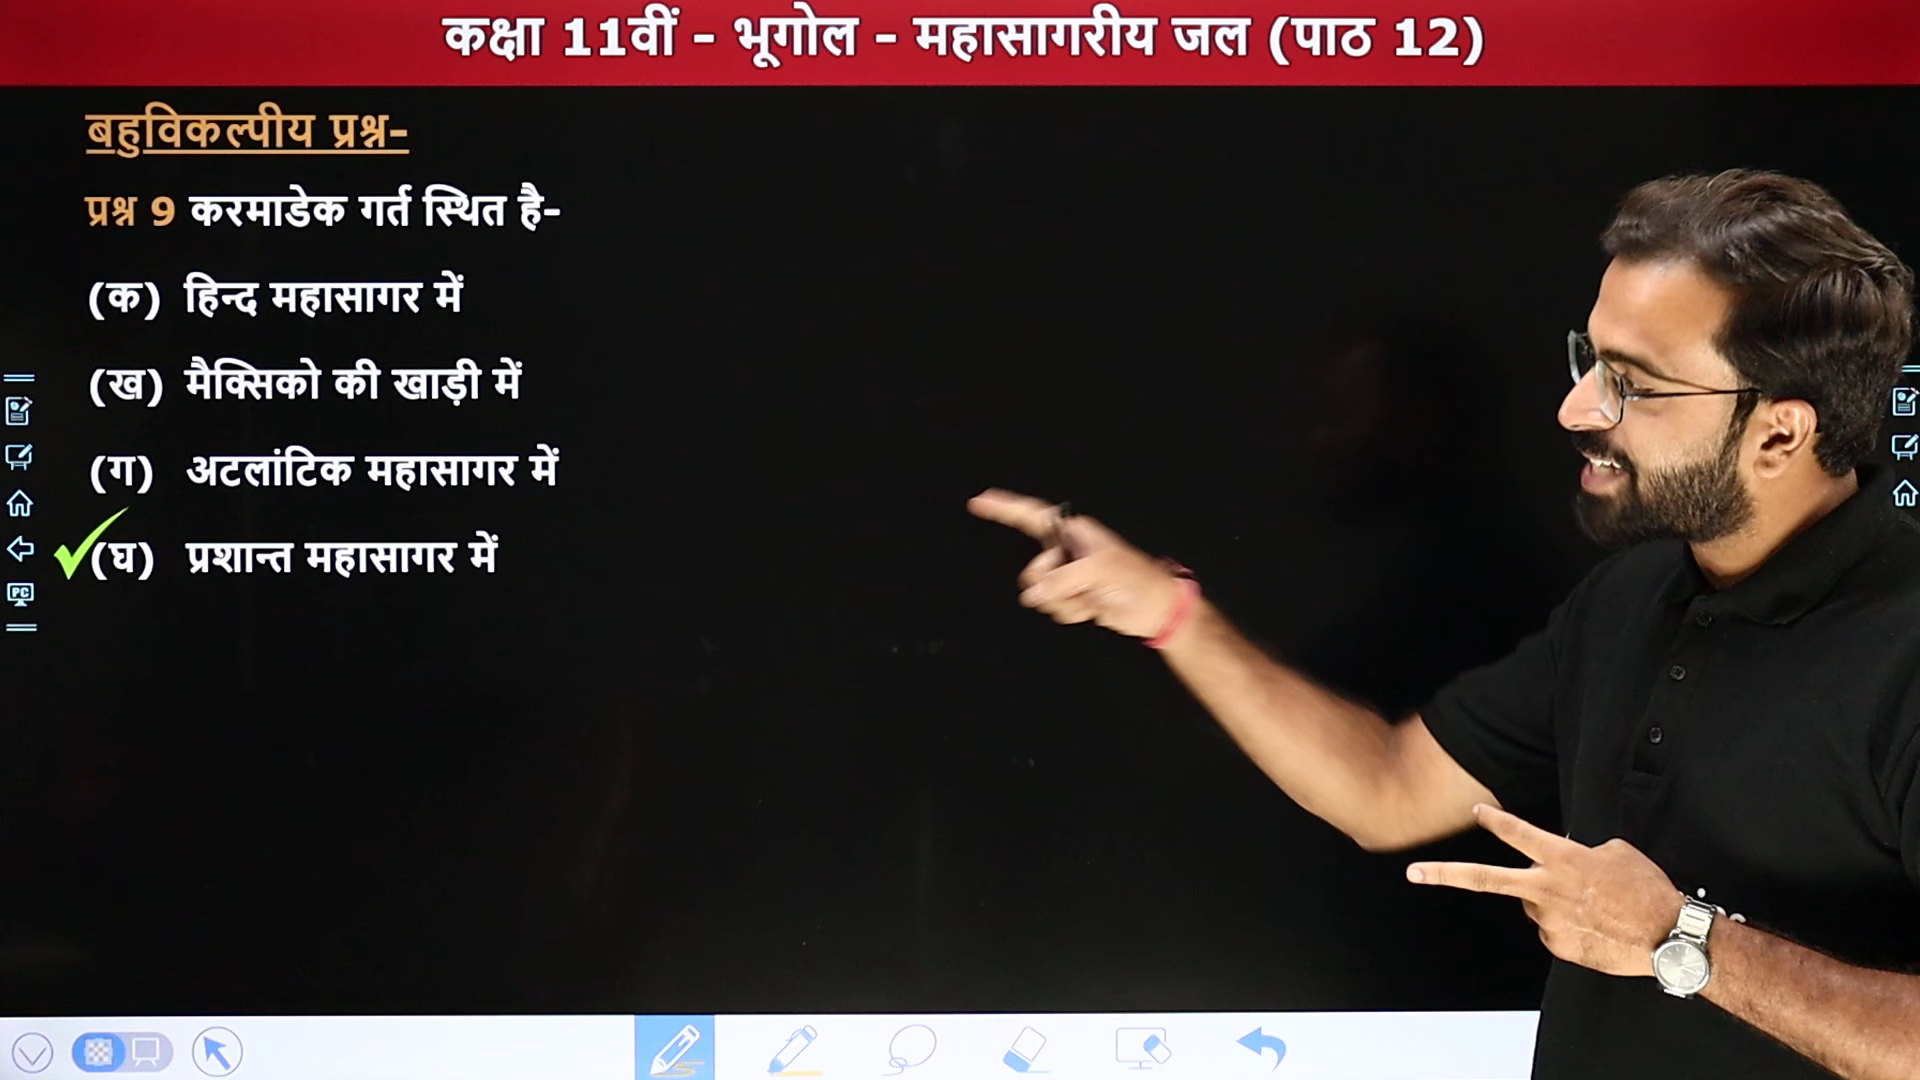 कक्षा 11वीं - भूगोल - महासागरीय जल (पाठ 12)
बहुविकल्पीय प्रश्न-
प्रश्न 9 करमाडेक गर्त स्थित है-
(क) हिन्द महासागर में
(ख) मैक्सिको की खाड़ी में
(ग) अटलांटिक महासागर में
(घ) प्रशान्त महासागर में
PC